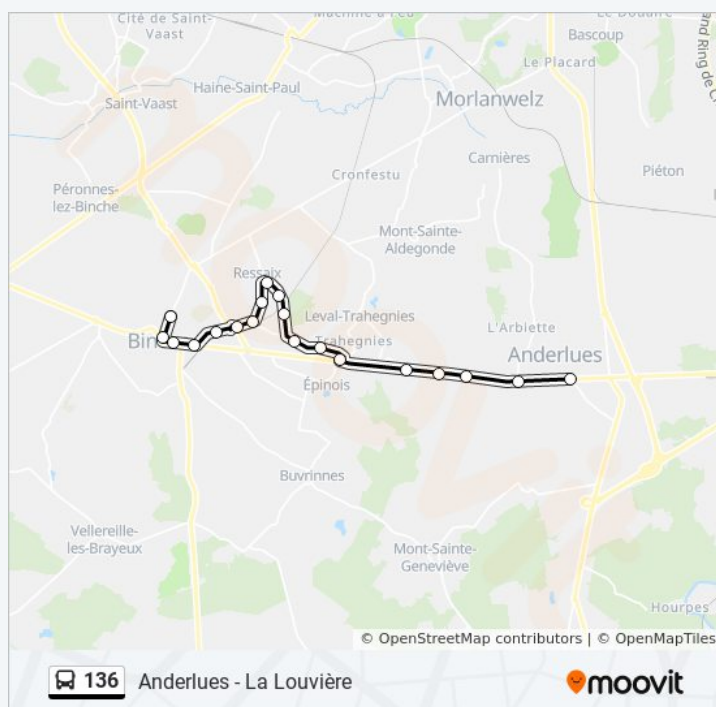 Cité de Saint-
Vaast
Machine à Feu
Le Douaire
Bascoup
Le Placard
Haine-Saint-Paul
Saint-Vaast
Morlanwelz
Carnières
Piéton
Cronfestu
Péronnes-
lez-Binche
Mont-Sainte-
Aldegonde
Ressaix
Leval-Trahegnies
L'Arbiette
Trahegnies
Anderlues
Épinois
Buvrinnes
Vellereille-
les-Brayeux
Mont-Sainte-
Geneviève
Hourpes
© OpenStreetMap contributors | © OpenMapTiles
136 Anderlues - La Louvière
moovit